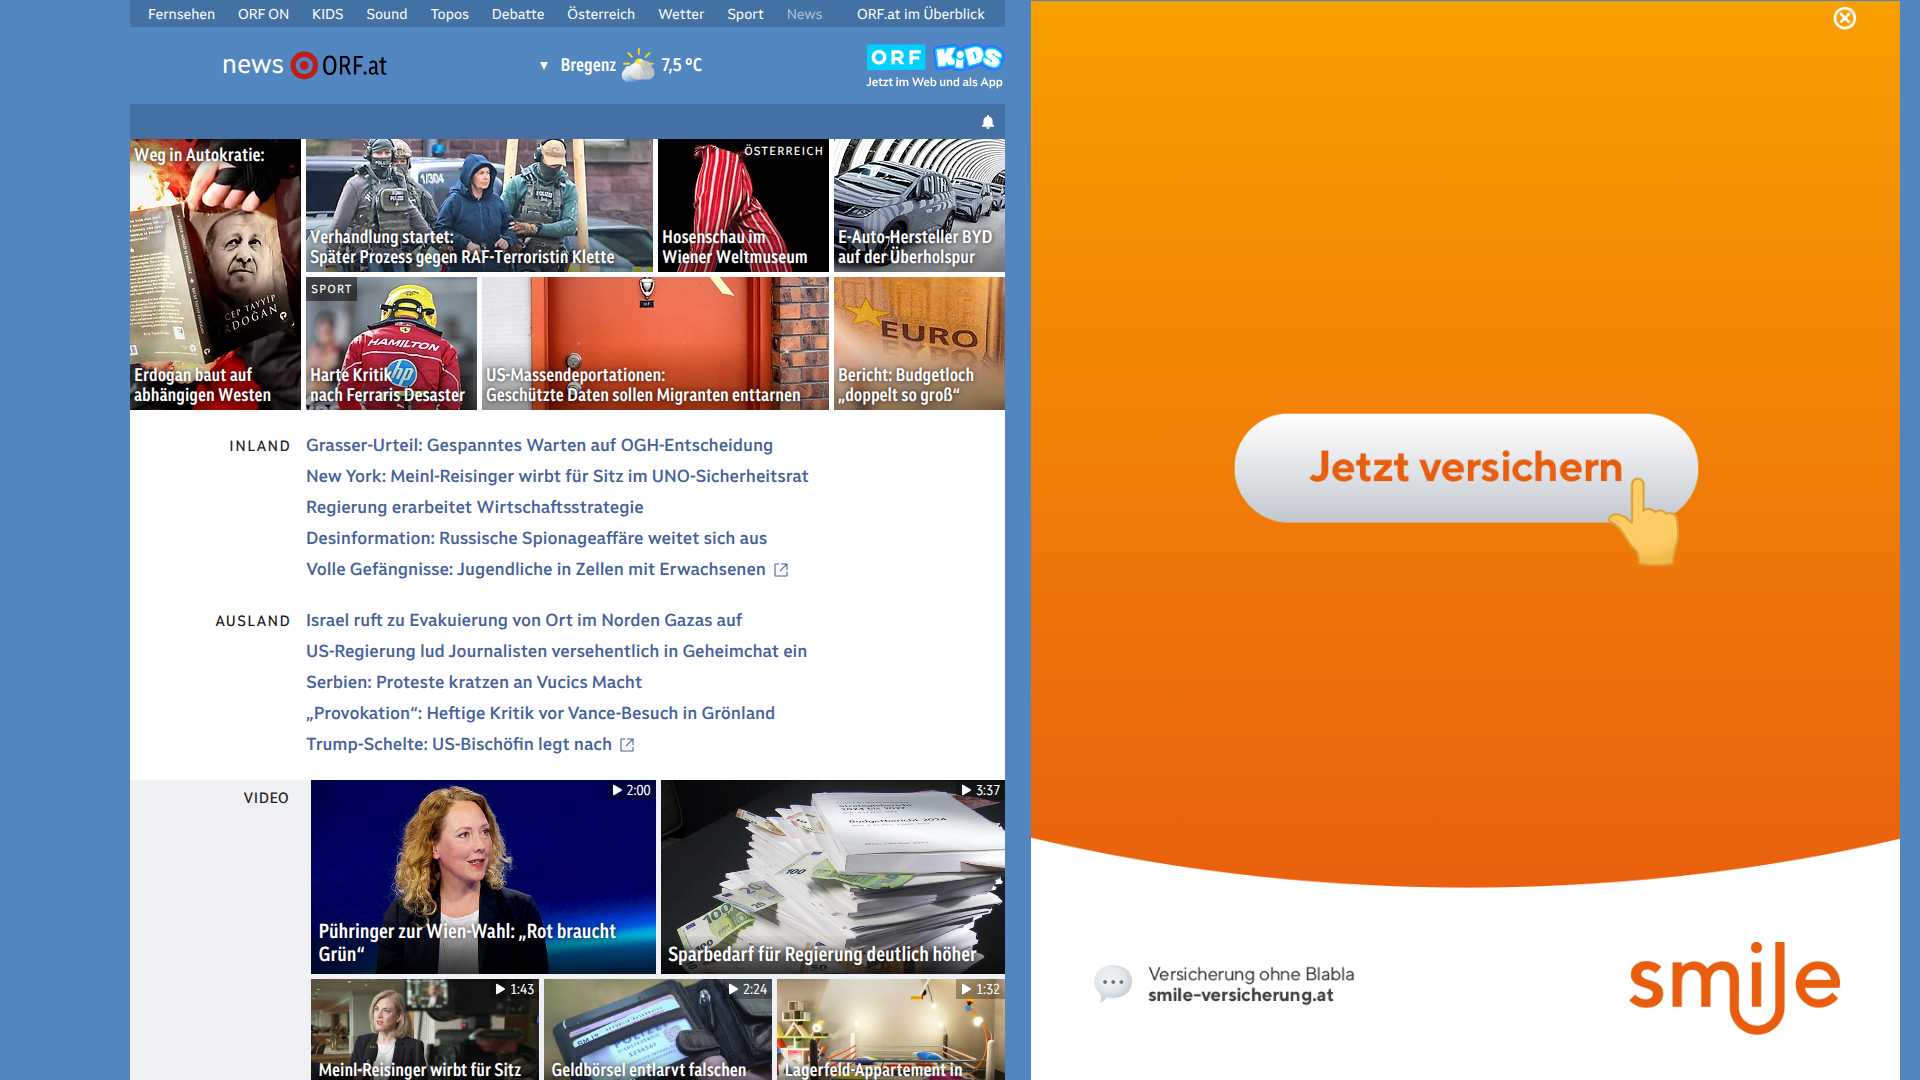 Fernsehen ORF ON KIDS Sound Topos Debatte Österreich Wetter Sport News ORF.at im Überblick
news ORF.at
Bregenz 7,5 °C
ORF KiDS
Jetzt im Web und als App
Weg in Autokratie:
Erdogan baut auf
abhängigen Westen
Verhandlung startet:
Später Prozess gegen RAF-Terroristin Klette
ÖSTERREICH
Hosenschau im
Wiener Weltmuseum
E-Auto-Hersteller BYD
auf der Überholspur
SPORT
HAMILTON
hp
Harte Kritik
nach Ferraris Desaster
US-Massendeportationen:
Geschützte Daten sollen Migranten enttarnen
EURO
Bericht: Budgetloch
„doppelt so groß“
INLAND
Grasser-Urteil: Gespanntes Warten auf OGH-Entscheidung
New York: Meinl-Reisinger wirbt für Sitz im UNO-Sicherheitsrat
Regierung erarbeitet Wirtschaftsstrategie
Desinformation: Russische Spionageaffäre weitet sich aus
Volle Gefängnisse: Jugendliche in Zellen mit Erwachsenen
AUSLAND
Israel ruft zu Evakuierung von Ort im Norden Gazas auf
US-Regierung lud Journalisten versehentlich in Geheimchat ein
Serbien: Proteste kratzen an Vucics Macht
„Provokation“: Heftige Kritik vor Vance-Besuch in Grönland
Trump-Schelte: US-Bischöfin legt nach
VIDEO
2:00
Pühringer zur Wien-Wahl: „Rot braucht
Grün“
3:37
Sparbedarf für Regierung deutlich höher
1:43
Meinl-Reisinger wirbt für Sitz
2:24
Geldbörsel entlarvt falschen
1:32
Lagerfeld-Appartement in
Jetzt versichern
Versicherung ohne Blabla
smile-versicherung.at
smile